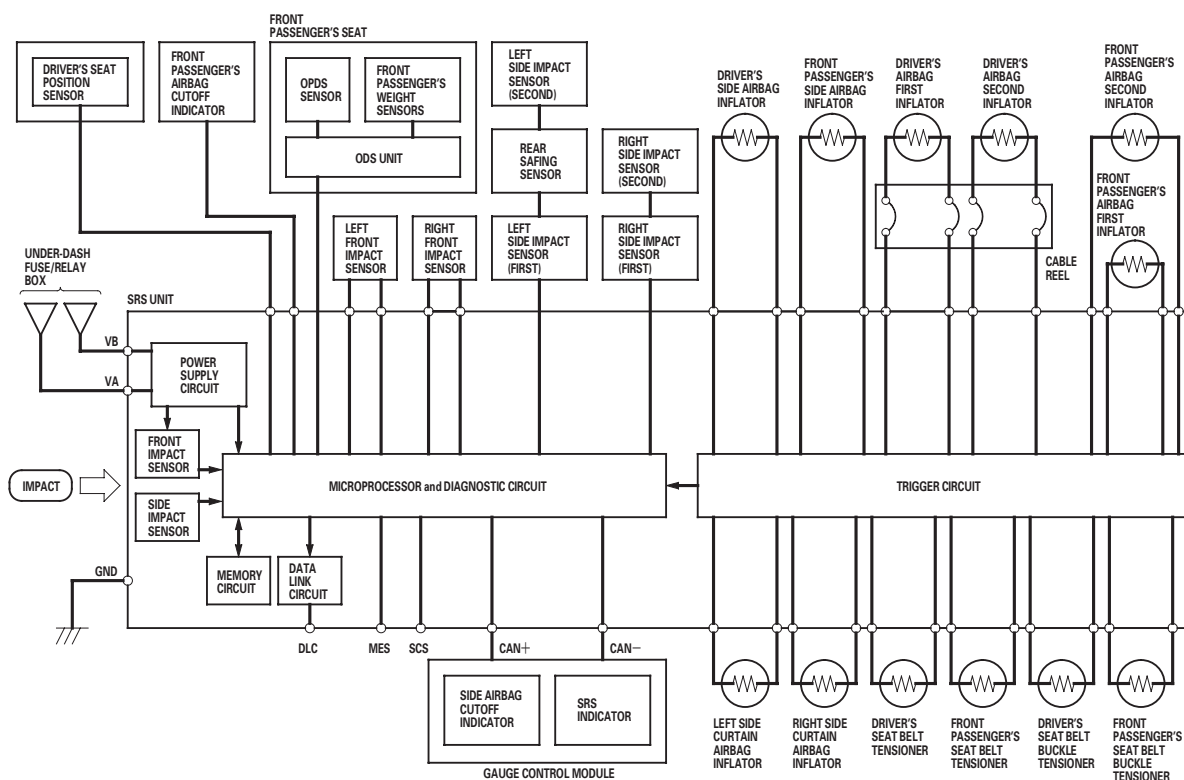 FRONT
PASSENGER'S SEAT
DRIVER'S SEAT
POSITION
SENSOR
FRONT
PASSENGER'S
AIRBAG
CUTOFF
INDICATOR
OPDS
SENSOR
FRONT
PASSENGER'S
WEIGHT
SENSORS
ODS UNIT
LEFT
SIDE IMPACT
SENSOR
(SECOND)
REAR
SAFING
SENSOR
LEFT
SIDE IMPACT
SENSOR
(FIRST)
RIGHT
SIDE IMPACT
SENSOR
(SECOND)
RIGHT
SIDE IMPACT
SENSOR
(FIRST)
LEFT
FRONT
IMPACT
SENSOR
RIGHT
FRONT
IMPACT
SENSOR
DRIVER'S
SIDE AIRBAG
INFLATOR
FRONT
PASSENGER'S
SIDE AIRBAG
INFLATOR
DRIVER'S
AIRBAG
FIRST
INFLATOR
DRIVER'S
AIRBAG
SECOND
INFLATOR
FRONT
PASSENGER'S
AIRBAG
SECOND
INFLATOR
FRONT
PASSENGER'S
AIRBAG
FIRST
INFLATOR
CABLE
REEL
UNDER-DASH
FUSE/RELAY
BOX
SRS UNIT
VB
VA
POWER
SUPPLY
CIRCUIT
FRONT
IMPACT
SENSOR
IMPACT
SIDE
IMPACT
SENSOR
MICROPROCESSOR and DIAGNOSTIC CIRCUIT
TRIGGER CIRCUIT
GND
MEMORY
CIRCUIT
DATA
LINK
CIRCUIT
DLC
MES
SCS
CAN+
CAN−
SIDE AIRBAG
CUTOFF
INDICATOR
SRS
INDICATOR
GAUGE CONTROL MODULE
LEFT SIDE
CURTAIN
AIRBAG
INFLATOR
RIGHT SIDE
CURTAIN
AIRBAG
INFLATOR
DRIVER'S
SEAT BELT
TENSIONER
FRONT
PASSENGER'S
SEAT BELT
TENSIONER
DRIVER'S
SEAT BELT
BUCKLE
TENSIONER
FRONT
PASSENGER'S
SEAT BELT
BUCKLE
TENSIONER